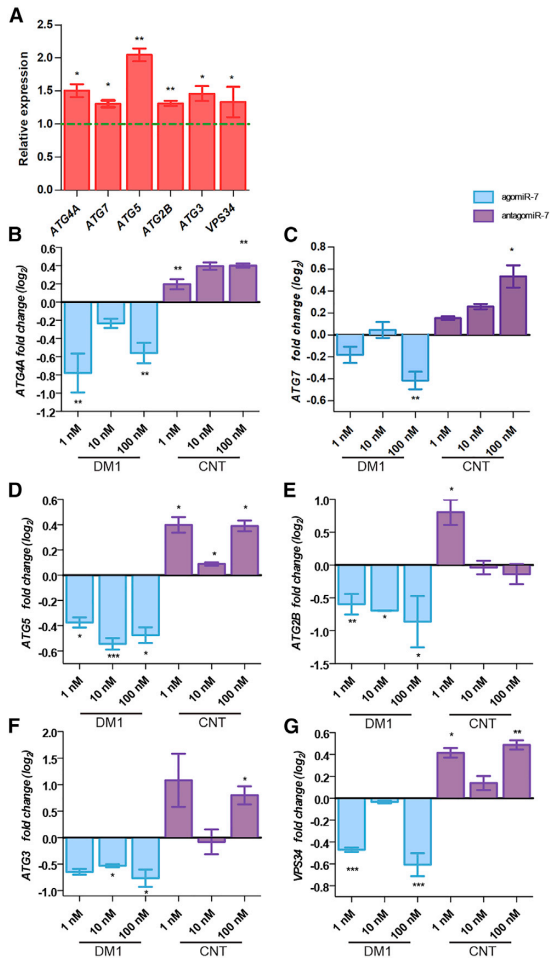 A
Relative expression
2.5
2.0
1.5
1.0
0.5
0.0
* * ** ** * *
ATG4A ATG7 ATG5 ATG2B ATG3 VPS34
agomiR-7
antagomiR-7
B
ATG4A fold change (log2)
0.6
0.4
0.2
0.0
-0.2
-0.4
-0.6
-0.8
-1.0
-1.2
** ** ** **
1 nM 10 nM 100 nM 1 nM 10 nM 100 nM
DM1 CNT
C
ATG7 fold change (log2)
0.8
0.6
0.4
0.2
0.0
-0.2
-0.4
-0.6
** *
1 nM 10 nM 100 nM 1 nM 10 nM 100 nM
DM1 CNT
D
ATG5 fold change (log2)
0.6
0.4
0.2
0.0
-0.2
-0.4
-0.6
* *** * * * *
1 nM 10 nM 100 nM 1 nM 10 nM 100 nM
DM1 CNT
E
ATG2B fold change (log2)
1.0
0.5
0.0
-0.5
-1.0
-1.5
** * * *
1 nM 10 nM 100 nM 1 nM 10 nM 100 nM
DM1 CNT
F
ATG3 fold change (log2)
2.0
1.5
1.0
0.5
0.0
-0.5
-1.0
* * *
1 nM 10 nM 100 nM 1 nM 10 nM 100 nM
DM1 CNT
G
VPS34 fold change (log2)
0.6
0.4
0.2
0.0
-0.2
-0.4
-0.6
-0.8
*** *** * **
1 nM 10 nM 100 nM 1 nM 10 nM 100 nM
DM1 CNT